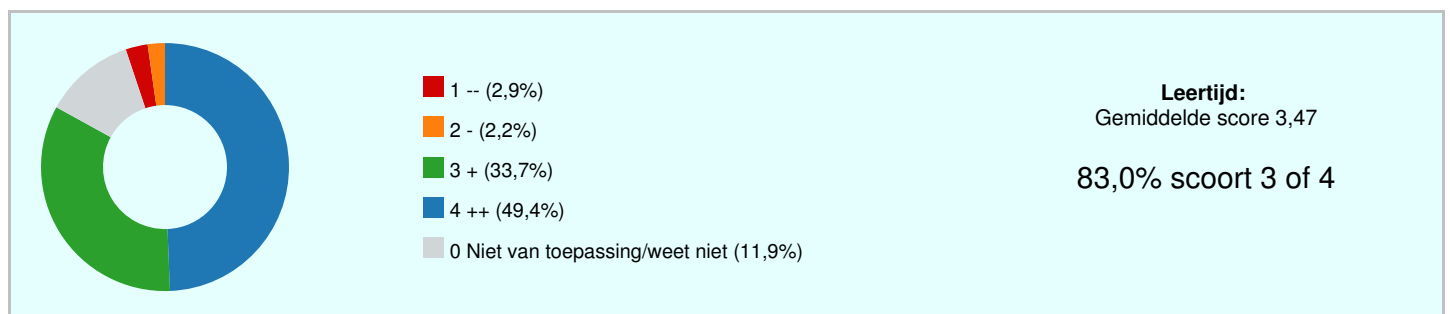 1 -- (2,9%)
2 - (2,2%)
3 + (33,7%)
4 ++ (49,4%)
0 Niet van toepassing/weet niet (11,9%)
Leertijd:
Gemiddelde score 3,47
83,0% scoort 3 of 4